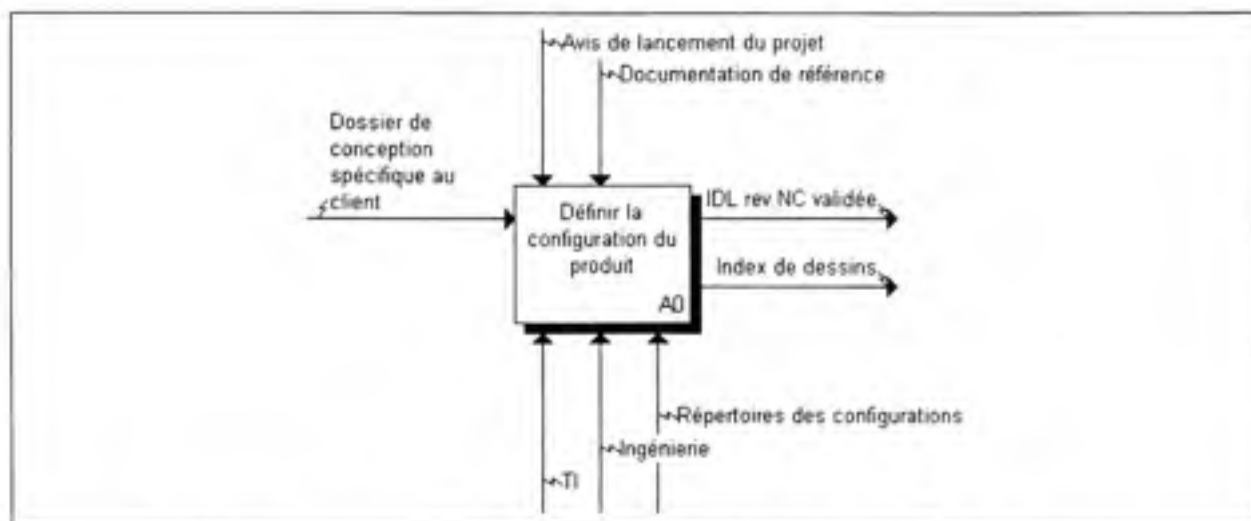 Avis de lancement du projet
Documentation de référence
Dossier de
conception
spécifique au
client
Définir la
configuration du
produit
A0
IDL rev NC validée
Index de dessins
Répertoires des configurations
Ingénierie
TI